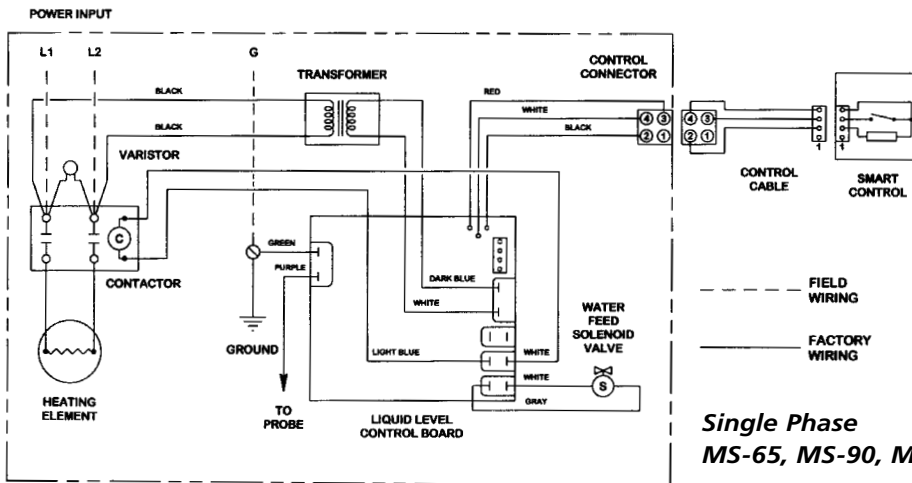 POWER INPUT
L1
L2
G
TRANSFORMER
CONTROL
CONNECTOR
BLACK
RED
WHITE
BLACK
BLACK
4 3
2 1
4 3
2 1
1
1
VARISTOR
CONTROL
CABLE
SMART
CONTROL
C
GREEN
PURPLE
CONTACTOR
DARK BLUE
WHITE
WATER
FEED
SOLENOID
VALVE
FIELD
WIRING
GROUND
LIGHT BLUE
WHITE
FACTORY
WIRING
WHITE
S
GRAY
HEATING
ELEMENT
TO
PROBE
LIQUID LEVEL
CONTROL BOARD
Single Phase
MS-65, MS-90, M